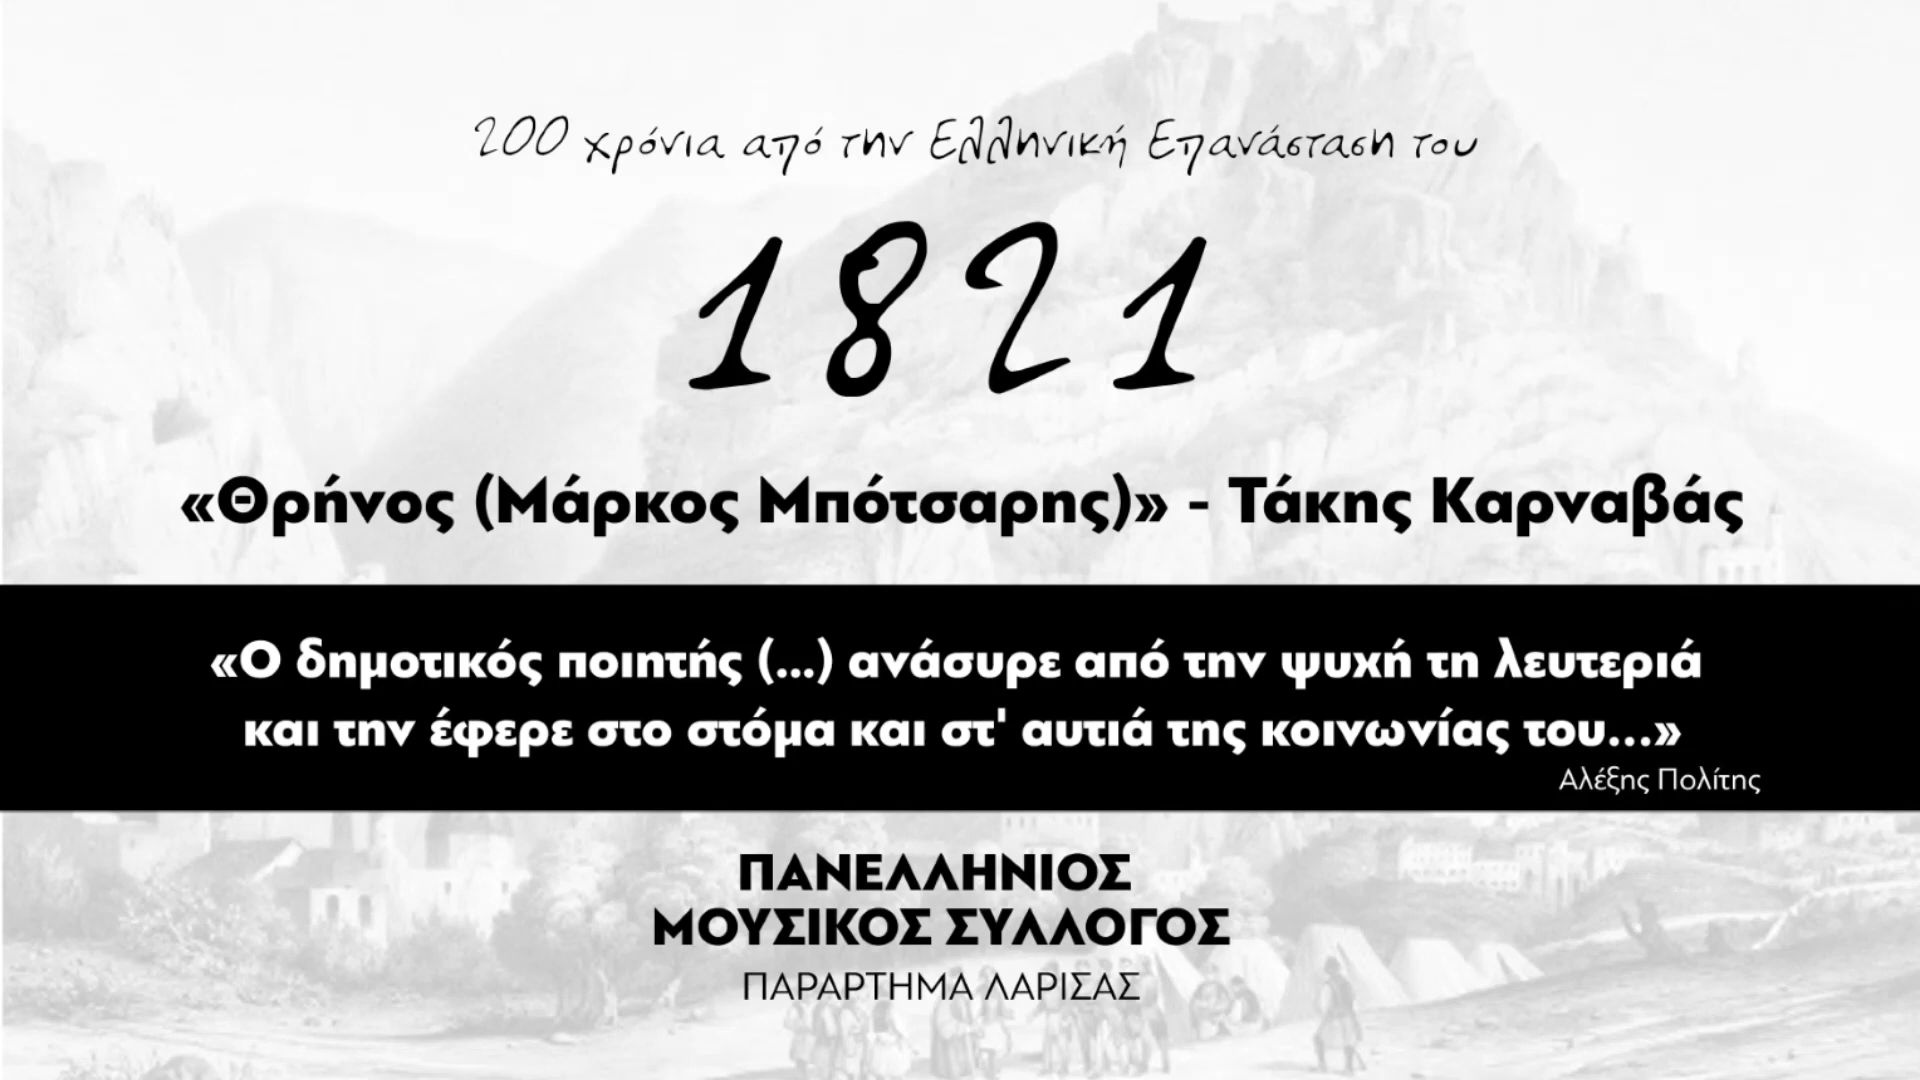 200 χρόνια από την Ελληνική Επανάσταση του
1821
«Θρήνος (Μάρκος Μπότσαρης)» - Τάκης Καρναβάς
«Ο δημοτικός ποιητής (...) ανάσυρε από την ψυχή τη λευτεριά
και την έφερε στο στόμα και στ' αυτιά της κοινωνίας του...»
Αλέξης Πολίτης
ΠΑΝΕΛΛΗΝΙΟΣ
ΜΟΥΣΙΚΟΣ ΣΥΛΛΟΓΟΣ
ΠΑΡΑΡΤΗΜΑ ΛΑΡΙΣΑΣ